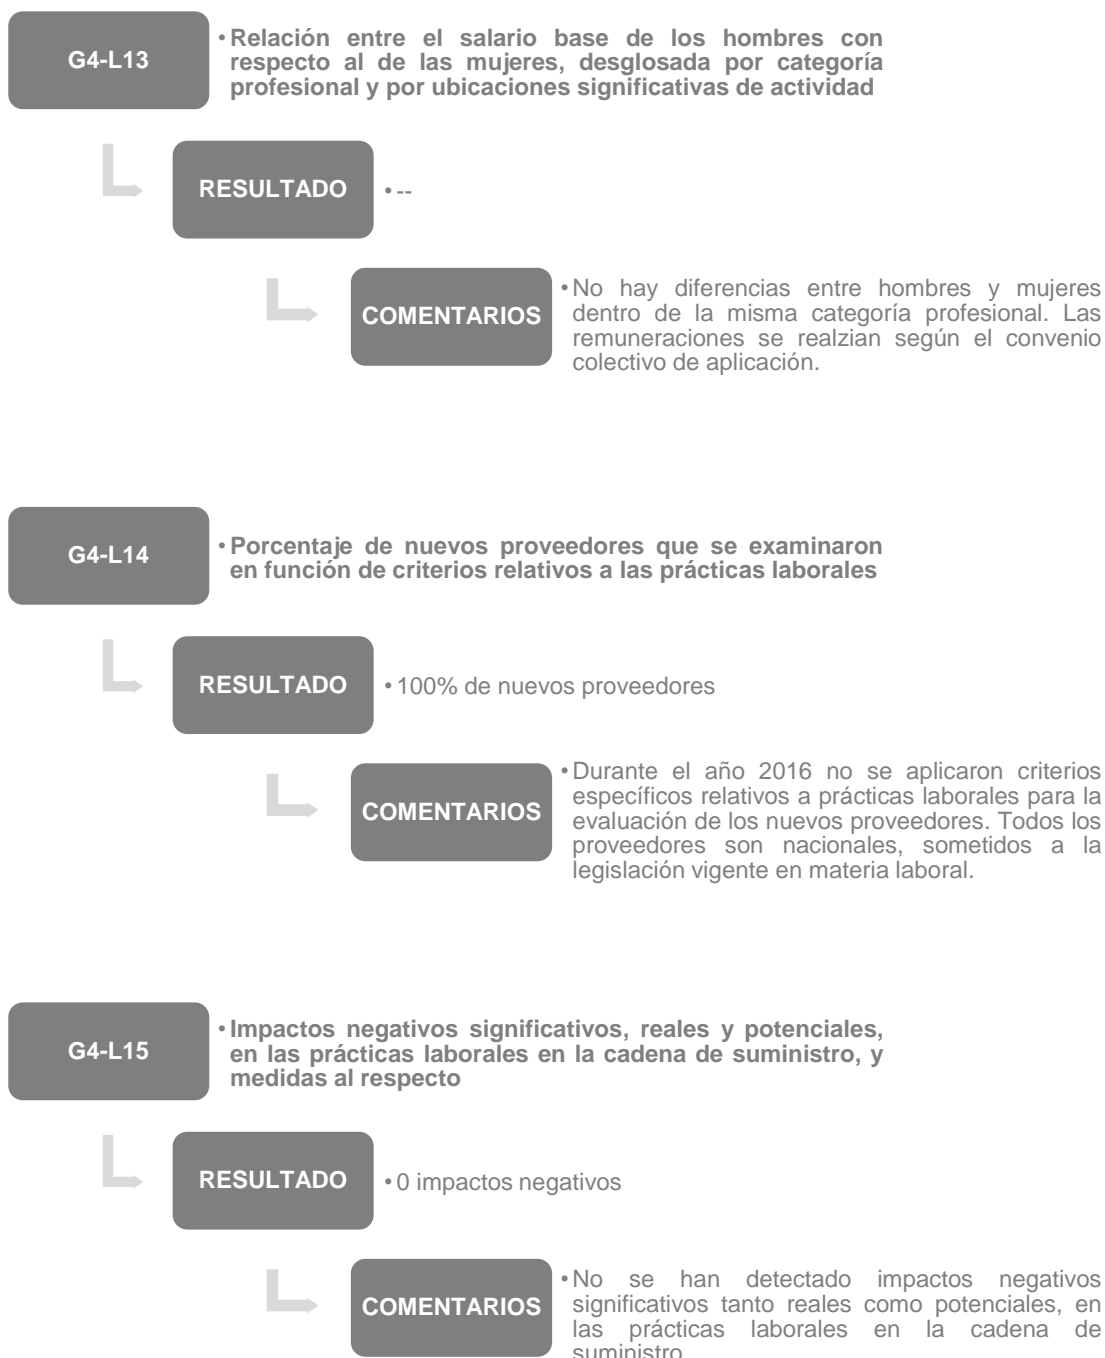 G4-L13
•Relación entre el salario base de los hombres con
respecto al de las mujeres, desglosada por categoría
profesional y por ubicaciones significativas de actividad
RESULTADO
•--
COMENTARIOS
•No hay diferencias entre hombres y mujeres
dentro de la misma categoría profesional. Las
remuneraciones se realzian según el convenio
colectivo de aplicación.
G4-L14
•Porcentaje de nuevos proveedores que se examinaron
en función de criterios relativos a las prácticas laborales
RESULTADO
•100% de nuevos proveedores
COMENTARIOS
•Durante el año 2016 no se aplicaron criterios
específicos relativos a prácticas laborales para la
evaluación de los nuevos proveedores. Todos los
proveedores son nacionales, sometidos a la
legislación vigente en materia laboral.
G4-L15
•Impactos negativos significativos, reales y potenciales,
en las prácticas laborales en la cadena de suministro, y
medidas al respecto
RESULTADO
•0 impactos negativos
COMENTARIOS
•No se han detectado impactos negativos
significativos tanto reales como potenciales, en
las prácticas laborales en la cadena de
suministro